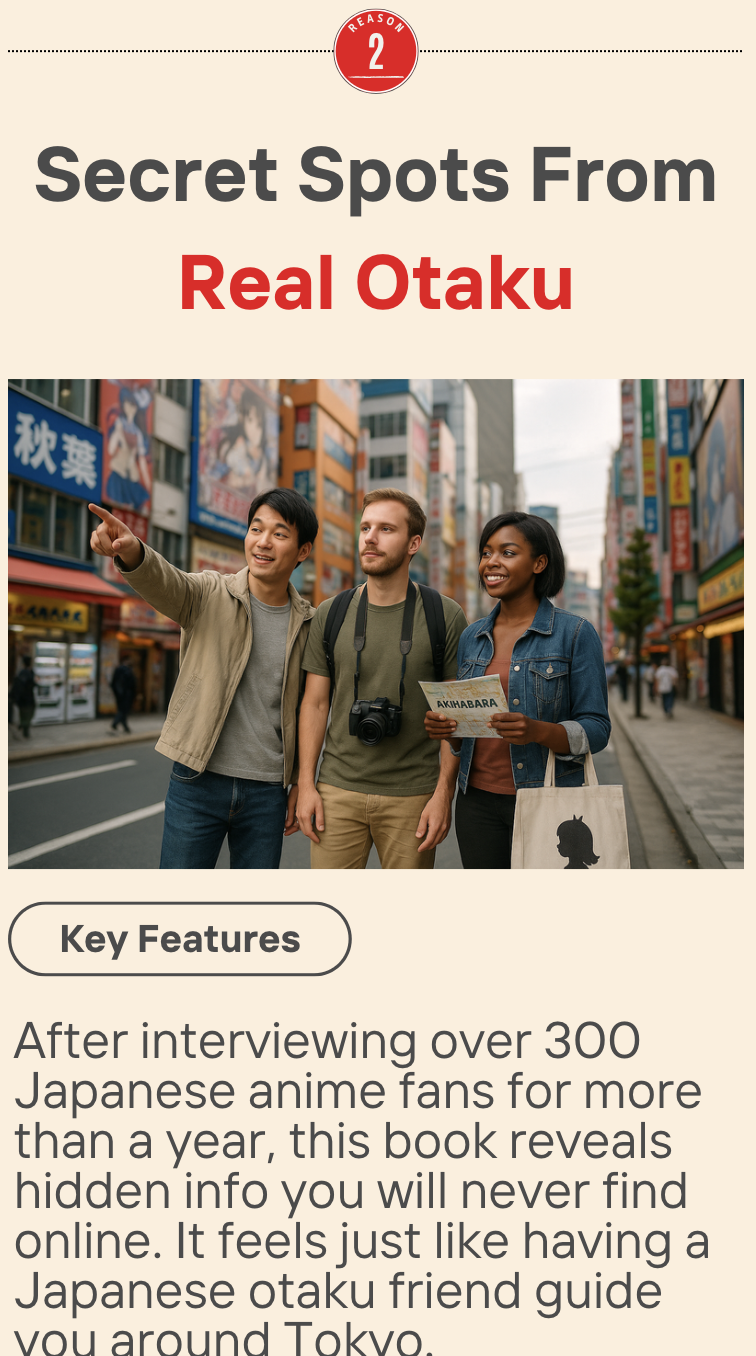 REASON
2
Secret Spots From
Real Otaku
秋葉
AKIHABARA
Key Features
After interviewing over 300
Japanese anime fans for more
than a year, this book reveals
hidden info you will never find
online. It feels just like having a
Japanese otaku friend guide
you around Tokyo.